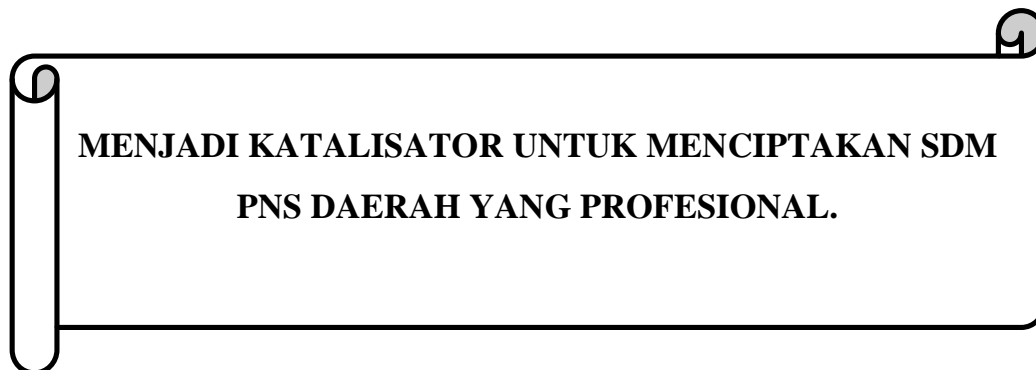 MENJADI KATALISATOR UNTUK MENCIPTAKAN SDM
PNS DAERAH YANG PROFESIONAL.